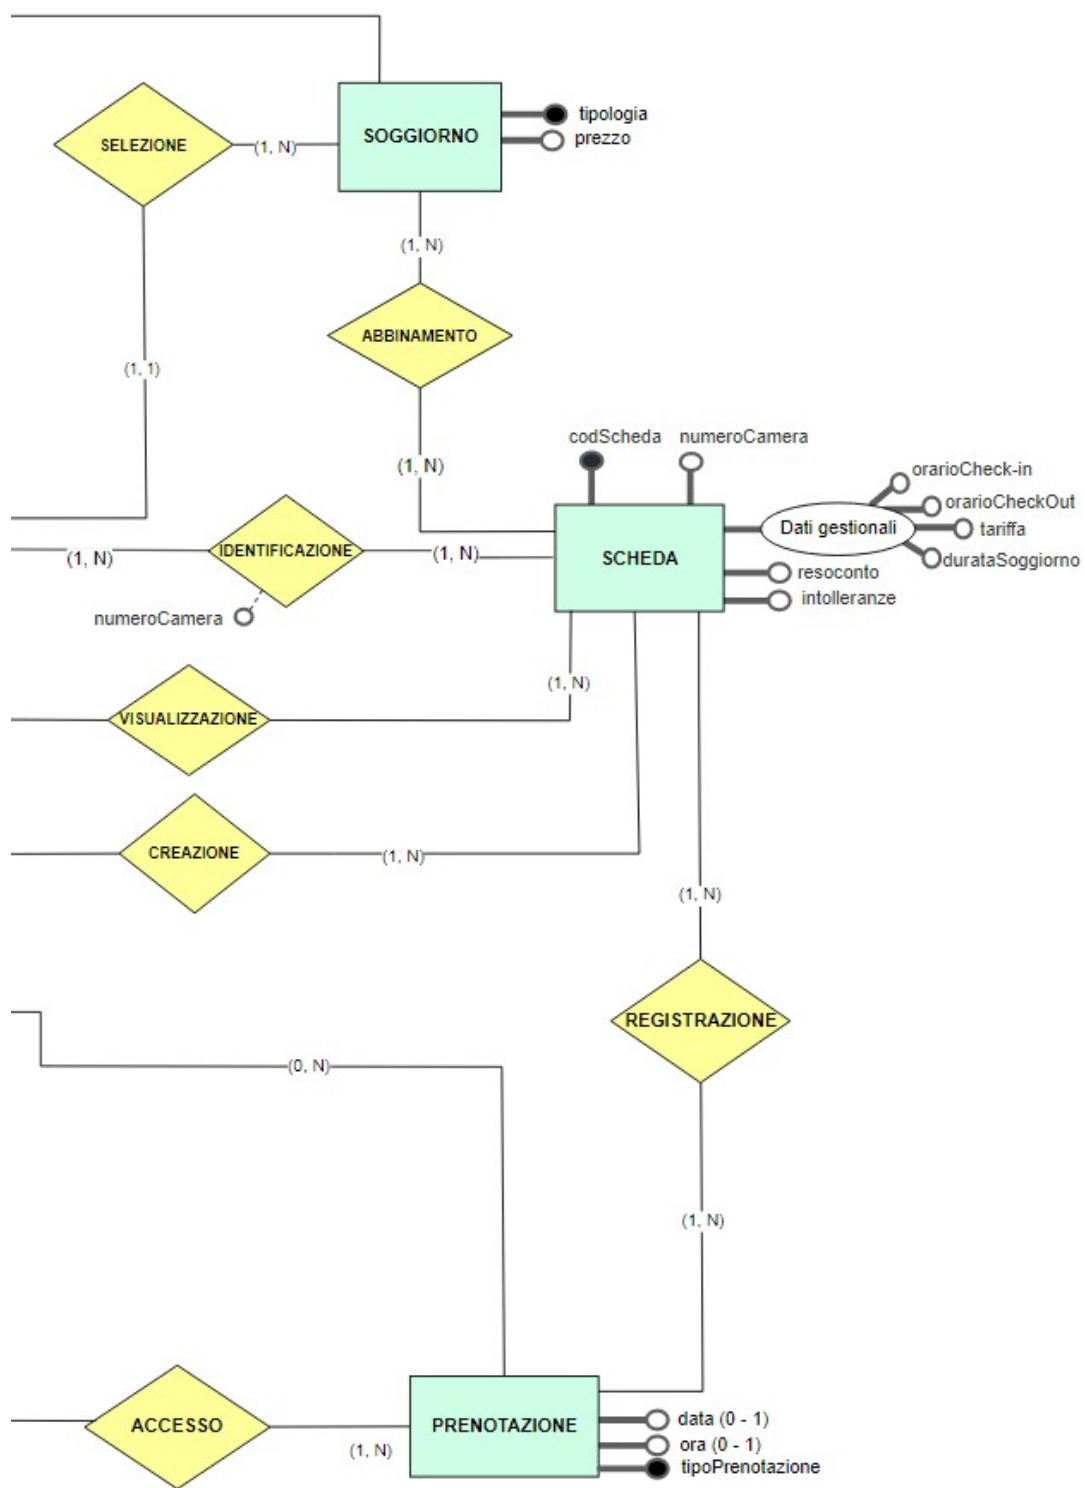 tipologia
SOGGIORNO
prezzo
SELEZIONE
(1, N)
(1, N)
ABBINAMENTO
(1, 1)
codScheda
numeroCamera
(1, N)
orarioCheck-in
orarioCheckOut
Dati gestionali
tariffa
IDENTIFICAZIONE
(1, N)
(1, N)
SCHEDA
durataSoggiorno
resoconto
intolleranze
numeroCamera
(1, N)
VISUALIZZAZIONE
CREAZIONE
(1, N)
(1, N)
REGISTRAZIONE
(0, N)
(1, N)
data (0 - 1)
ACCESSO
PRENOTAZIONE
ora (0 - 1)
(1, N)
tipoPrenotazione